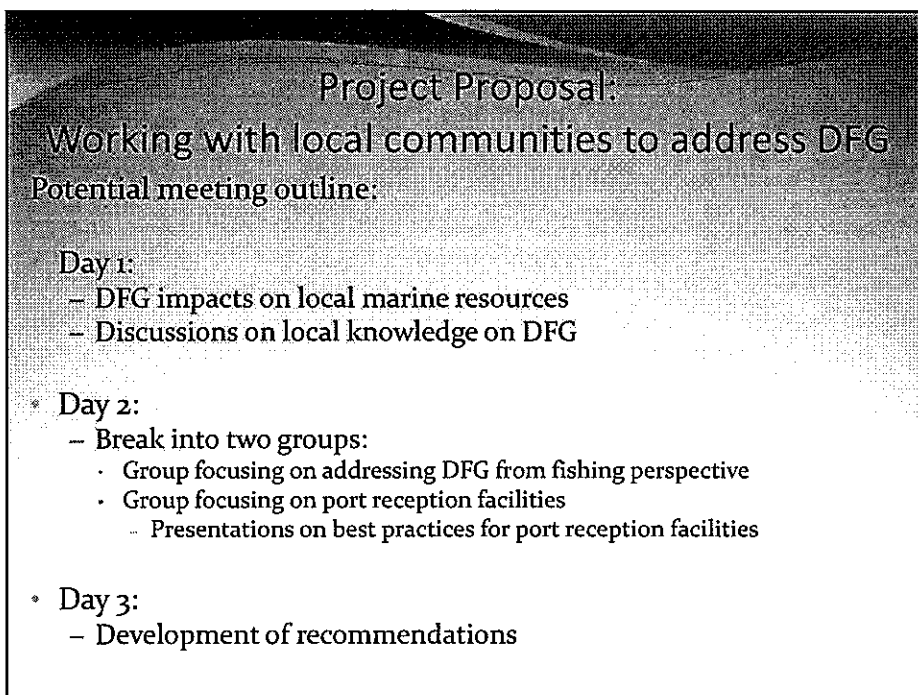 Project Proposal:
Working with local communities to address DFG
Potential meeting outline:
Day 1:
– DFG impacts on local marine resources
– Discussions on local knowledge on DFG
• Day 2:
– Break into two groups:
· Group focusing on addressing DFG from fishing perspective
· Group focusing on port reception facilities
– Presentations on best practices for port reception facilities
• Day 3:
– Development of recommendations